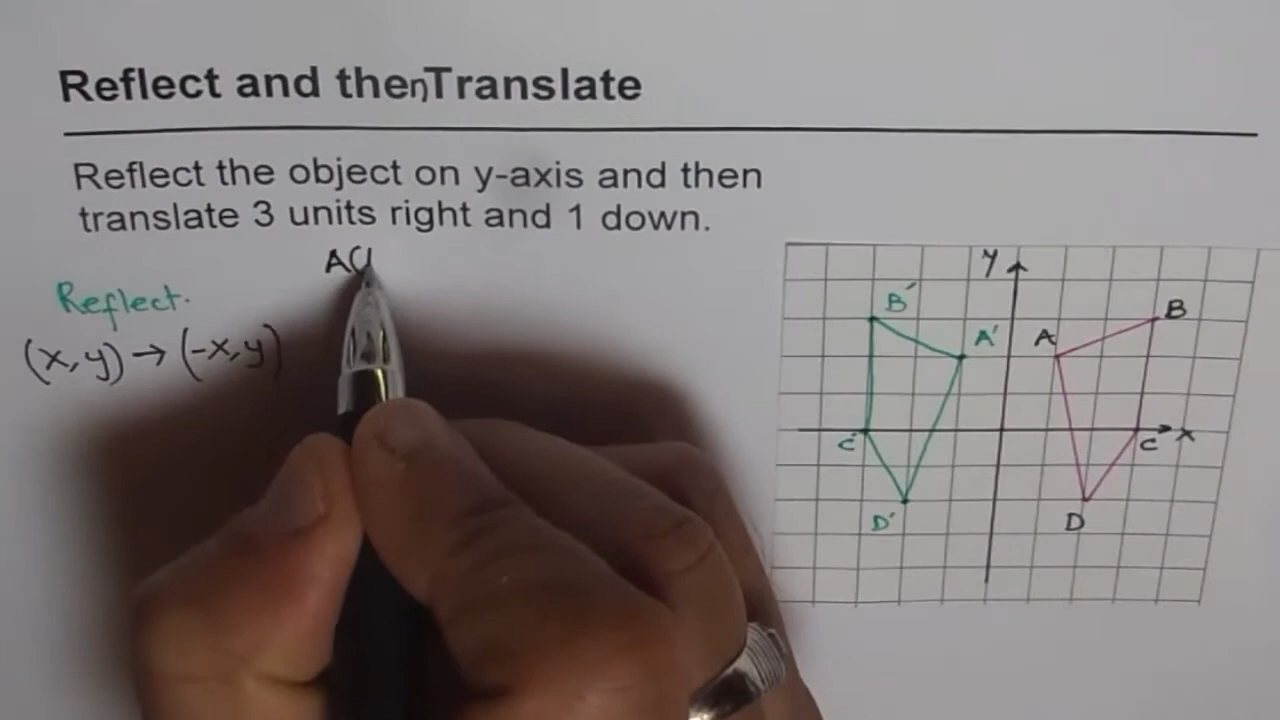 Reflect and then Translate
Reflect the object on y-axis and then
translate 3 units right and 1 down.
A(
Reflect.
(x,y) → (-x,y)
y
B'
A'
A
B
C'
C
x
D'
D